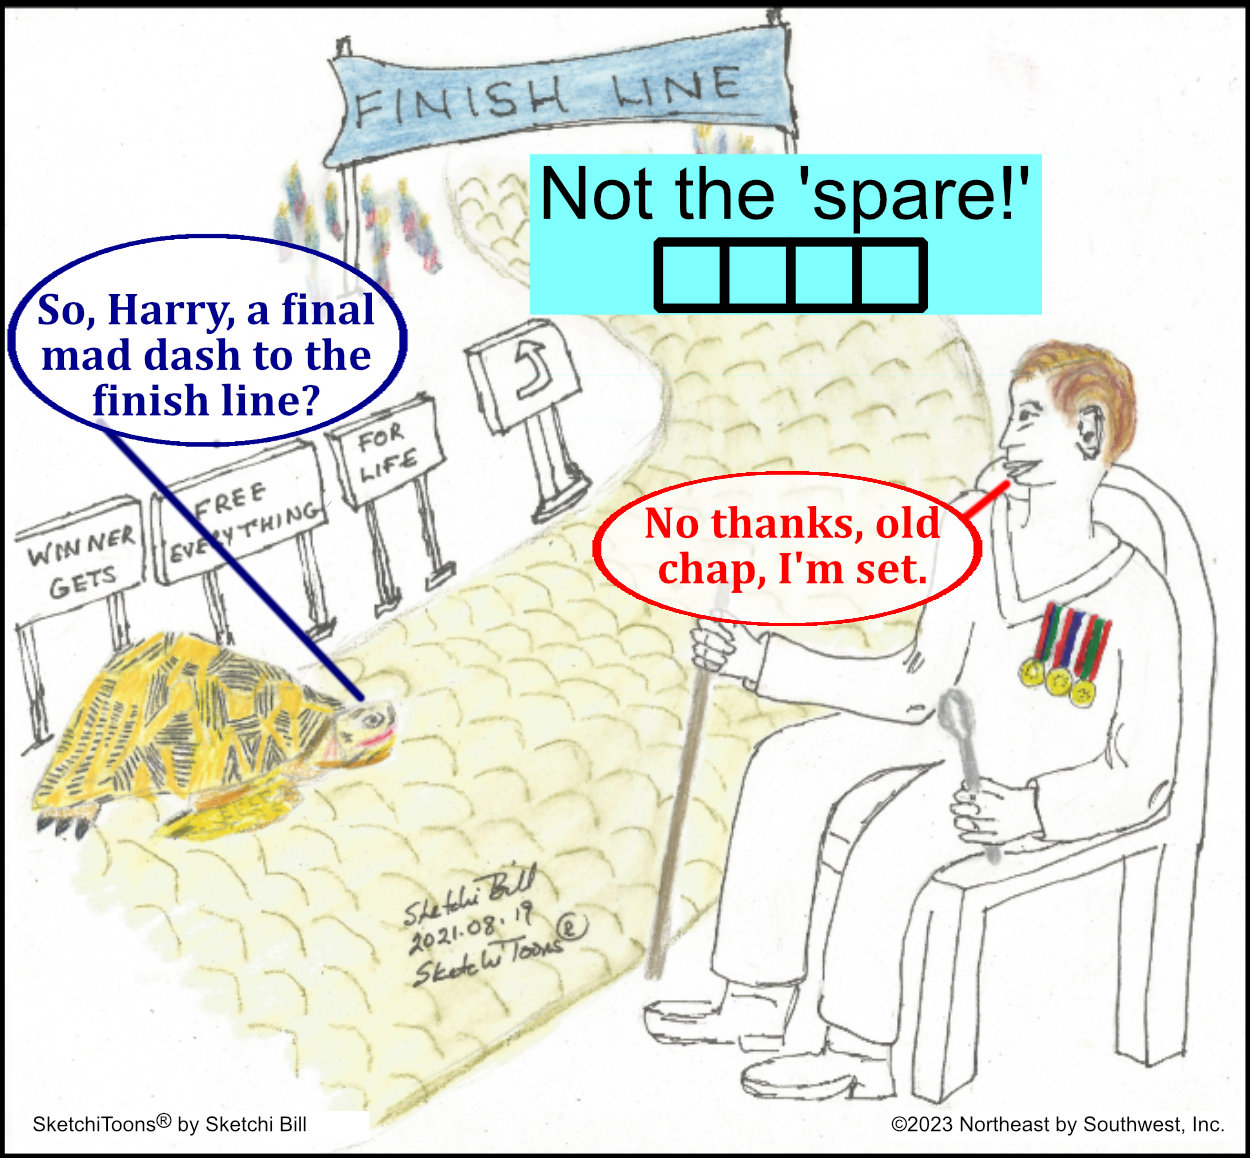 FINISH LINE
Not the 'spare!'
So, Harry, a final
mad dash to the
finish line?
WINNER
GETS
FREE
EVERYTHING
FOR
LIFE
No thanks, old
chap, I'm set.
Sketchi Bill
2021.08.19
SketchiToons®
SketchiToons® by Sketchi Bill
©2023 Northeast by Southwest, Inc.